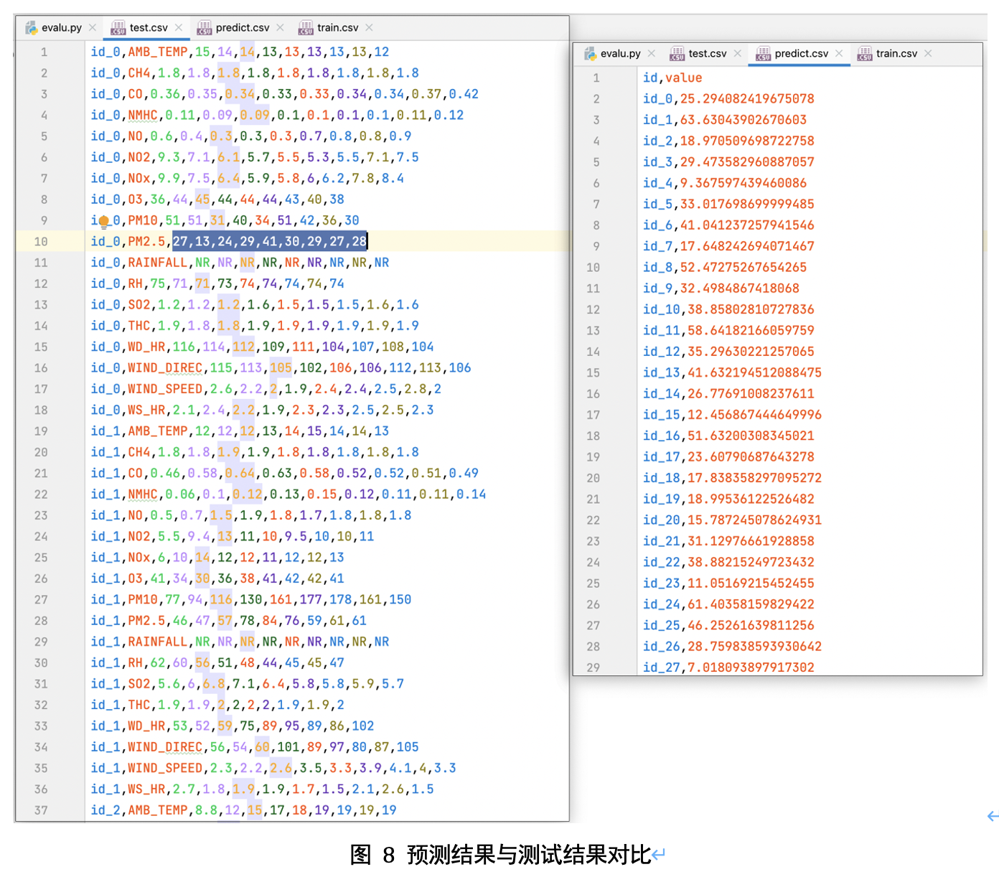 evalu.py test.csv predict.csv train.csv
1 id_0,AMB_TEMP,15,14,14,13,13,13,13,13,12
2 id_0,CH4,1.8,1.8,1.8,1.8,1.8,1.8,1.8,1.8,1.8
3 id_0,CO,0.36,0.35,0.34,0.33,0.33,0.34,0.34,0.37,0.42
4 id_0,NMHC,0.11,0.09,0.09,0.1,0.1,0.1,0.1,0.11,0.12
5 id_0,NO,0.6,0.4,0.3,0.3,0.3,0.7,0.8,0.8,0.9
6 id_0,NO2,9.3,7.1,6.1,5.7,5.5,5.3,5.5,7.1,7.5
7 id_0,NOx,9.9,7.5,6.4,5.9,5.8,6,6.2,7.8,8.4
8 id_0,O3,36,44,45,44,44,44,43,40,38
9 i 0,PM10,51,51,31,40,34,51,42,36,30
10 id_0,PM2.5,27,13,24,29,41,30,29,27,28
11 id_0,RAINFALL,NR,NR,NR,NR,NR,NR,NR,NR,NR
12 id_0,RH,75,71,71,73,74,74,74,74,74
13 id_0,SO2,1.2,1.2,1.2,1.6,1.5,1.5,1.5,1.6,1.6
14 id_0,THC,1.9,1.8,1.8,1.9,1.9,1.9,1.9,1.9,1.9
15 id_0,WD_HR,116,114,112,109,111,104,107,108,104
16 id_0,WIND_DIREC,115,113,105,102,106,106,112,113,106
17 id_0,WIND_SPEED,2.6,2.2,2,1.9,2.4,2.4,2.5,2.8,2
18 id_0,WS_HR,2.1,2.4,2.2,1.9,2.3,2.3,2.5,2.5,2.3
19 id_1,AMB_TEMP,12,12,12,13,14,15,14,14,13
20 id_1,CH4,1.8,1.8,1.9,1.9,1.8,1.8,1.8,1.8,1.8
21 id_1,CO,0.46,0.58,0.64,0.63,0.58,0.52,0.52,0.51,0.49
22 id_1,NMHC,0.06,0.1,0.12,0.13,0.15,0.12,0.11,0.11,0.14
23 id_1,NO,0.5,0.7,1.5,1.9,1.8,1.7,1.8,1.8,1.8
24 id_1,NO2,5.5,9.4,13,11,10,9.5,10,10,11
25 id_1,NOx,6,10,14,12,12,11,12,12,13
26 id_1,O3,41,34,30,36,38,41,42,42,41
27 id_1,PM10,77,94,116,130,161,177,178,161,150
28 id_1,PM2.5,46,47,57,78,84,76,59,61,61
29 id_1,RAINFALL,NR,NR,NR,NR,NR,NR,NR,NR,NR
30 id_1,RH,62,60,56,51,48,44,45,45,47
31 id_1,SO2,5.6,6,6.8,7.1,6.4,5.8,5.8,5.9,5.7
32 id_1,THC,1.9,1.9,2,2,2,2,1.9,1.9,2
33 id_1,WD_HR,53,52,59,75,89,95,89,86,102
34 id_1,WIND_DIREC,56,54,60,101,89,97,80,87,105
35 id_1,WIND_SPEED,2.3,2.2,2.6,3.5,3.3,3.9,4.1,4,3.3
36 id_1,WS_HR,2.7,1.8,1.9,1.9,1.7,1.5,2.1,2.6,1.5
37 id_2,AMB_TEMP,8.8,12,15,17,18,19,19,19,19
evalu.py test.csv predict.csv train.csv
1 id,value
2 id_0,25.294082419675078
3 id_1,63.63043902670603
4 id_2,18.970509698722758
5 id_3,29.473582960887057
6 id_4,9.367597439460086
7 id_5,33.017698699999485
8 id_6,41.041237257941546
9 id_7,17.648242694071467
10 id_8,52.47275267654265
11 id_9,32.4984867418068
12 id_10,38.85802810727836
13 id_11,58.64182166059759
14 id_12,35.29630221257065
15 id_13,41.632194512088475
16 id_14,26.77691008237611
17 id_15,12.456867444649996
18 id_16,51.63200308345021
19 id_17,23.60790687643278
20 id_18,17.838358297095272
21 id_19,18.99536122526482
22 id_20,15.787245078624931
23 id_21,31.12976661928858
24 id_22,38.88215249723432
25 id_23,11.05169215452455
26 id_24,61.40358159829422
27 id_25,46.25261639811256
28 id_26,28.759838593930642
29 id_27,7.018093897917302
图 8 预测结果与测试结果对比